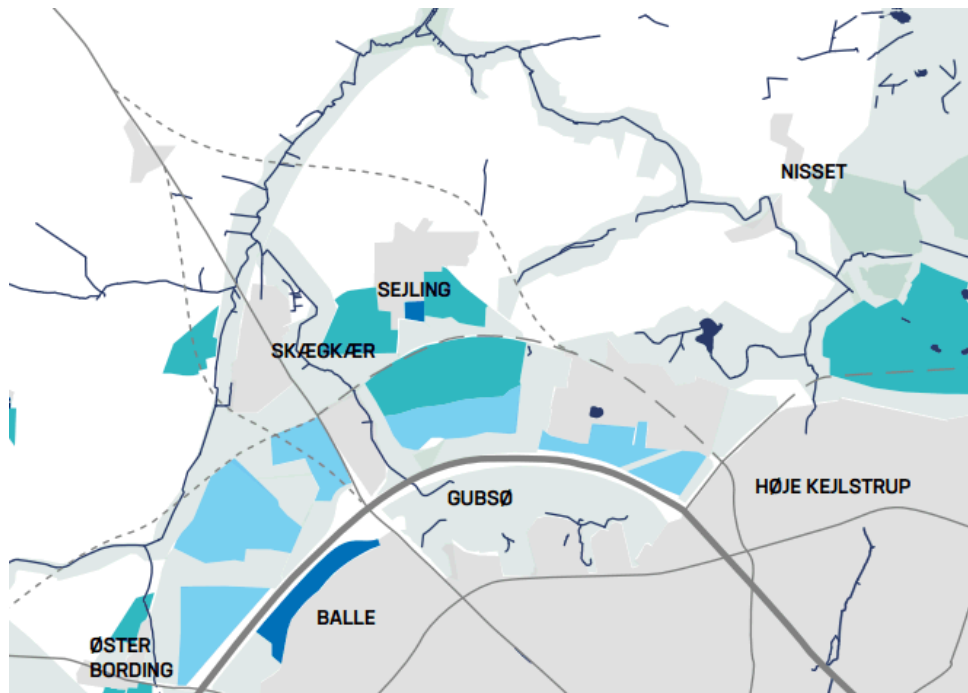 NISSET
SEJLING
SKÆGKÆR
HØJE KEJLSTRUP
GUBSØ
BALLE
ØSTER
BORDING